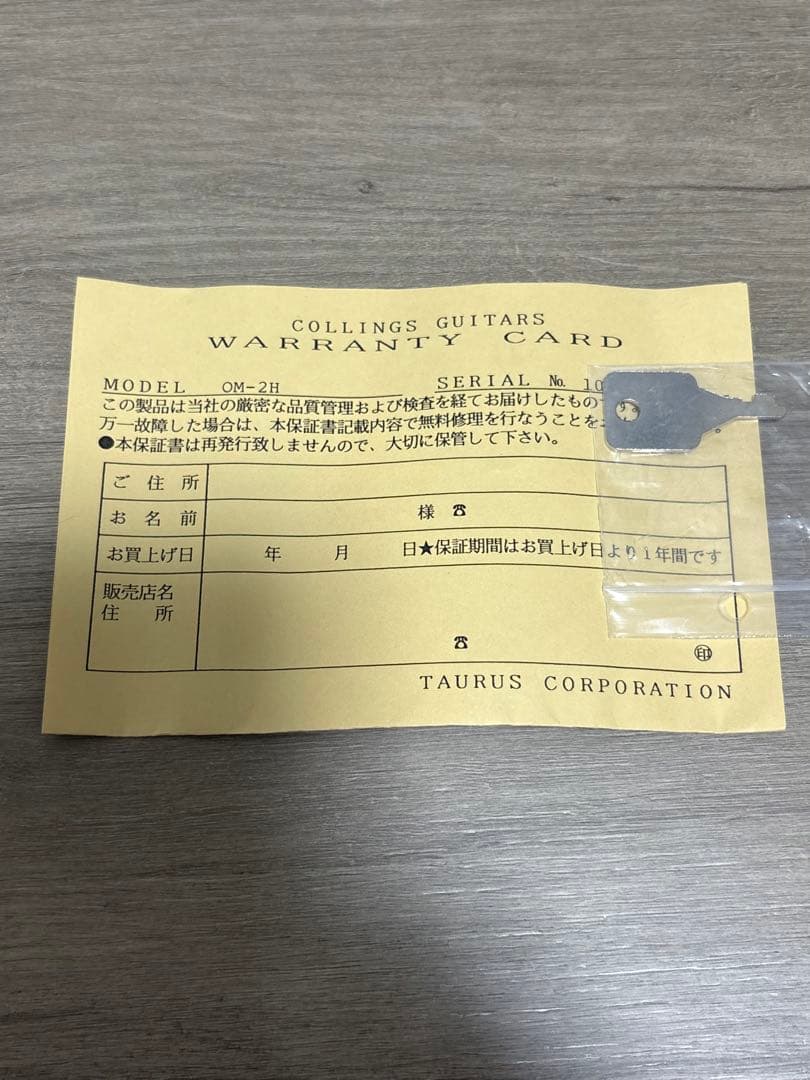 COLLINGS GUITARS
WARRANTY CARD
MODEL OM-2H SERIAL № 10
この製品は当社の厳密な品質管理および検査を経てお届けしたもので
万一故障した場合は、本保証書記載内容で無料修理を行なうことを
●本保証書は再発行致しませんので、大切に保管して下さい。
ご住所
お名前 様 ☎
お買上げ日 年 月 日★保証期間はお買上げ日より1年間です
販売店名
住所
☎ ㊞
TAURUS CORPORATION